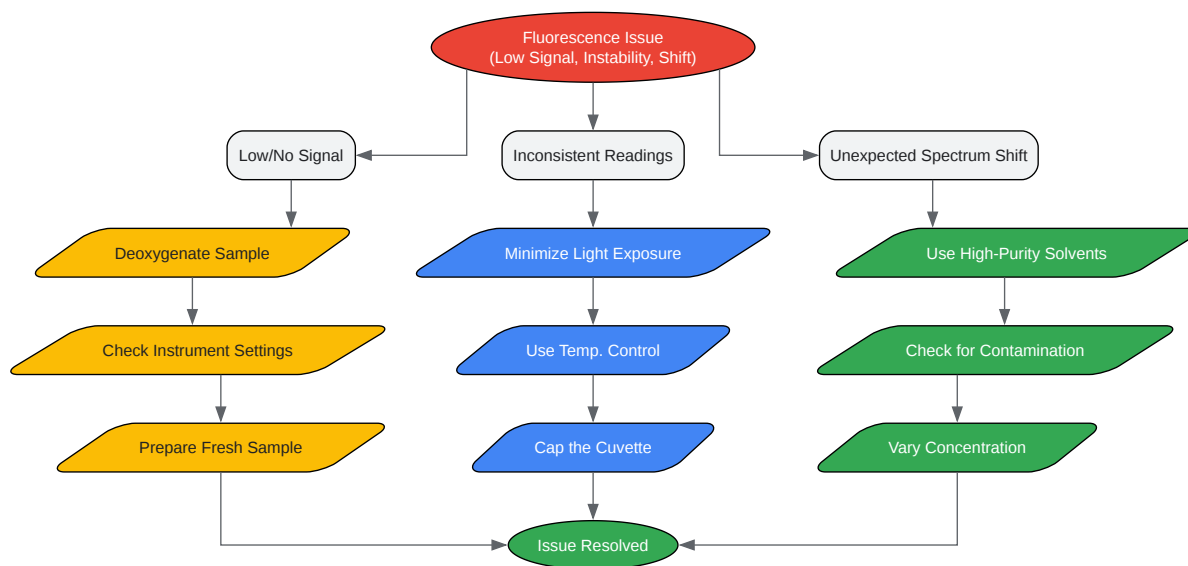 Fluorescence Issue
(Low Signal, Instability, Shift)
Low/No Signal
Inconsistent Readings
Unexpected Spectrum Shift
Deoxygenate Sample
Minimize Light Exposure
Use High-Purity Solvents
Check Instrument Settings
Use Temp. Control
Check for Contamination
Prepare Fresh Sample
Cap the Cuvette
Vary Concentration
Issue Resolved